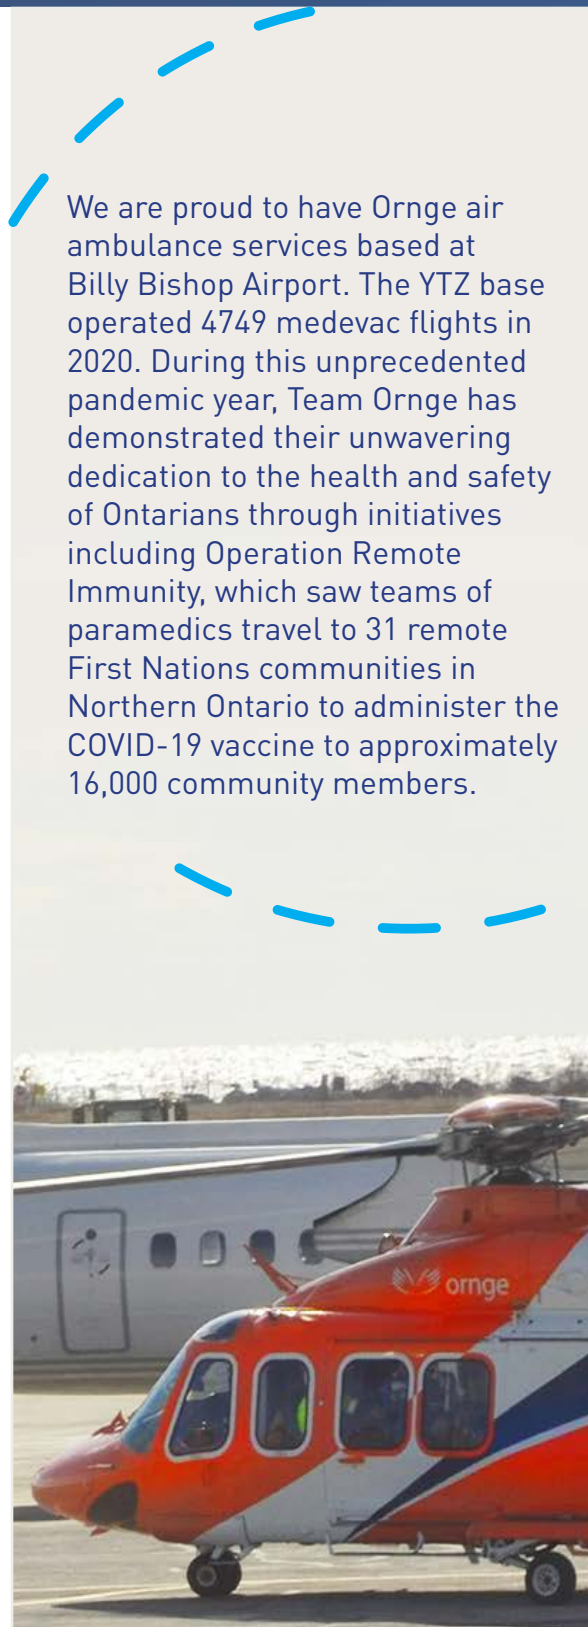 We are proud to have Ornge air
ambulance services based at
Billy Bishop Airport. The YTZ base
operated 4749 medevac flights in
2020. During this unprecedented
pandemic year, Team Ornge has
demonstrated their unwavering
dedication to the health and safety
of Ontarians through initiatives
including Operation Remote
Immunity, which saw teams of
paramedics travel to 31 remote
First Nations communities in
Northern Ontario to administer the
COVID-19 vaccine to approximately
16,000 community members.
ornge